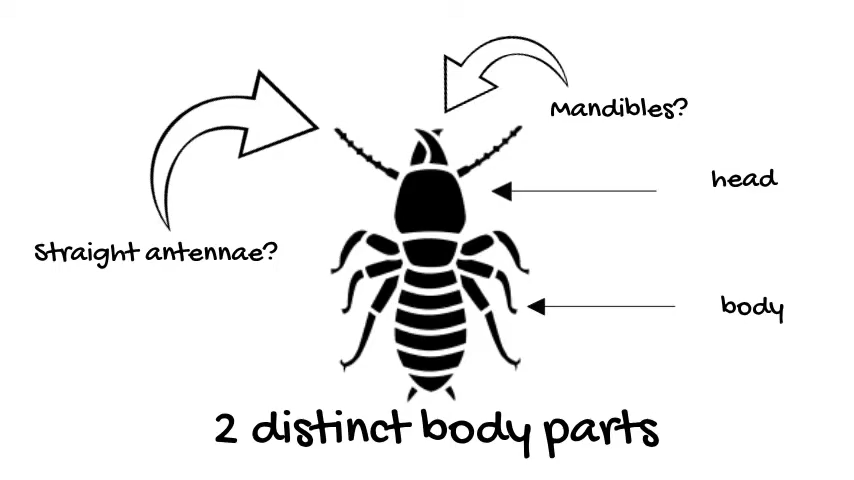 Mandibles?
head
Straight antennae?
body
2 distinct body parts